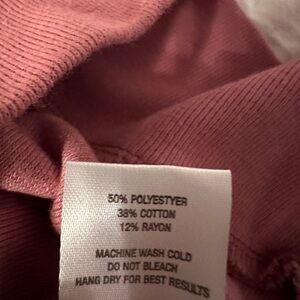 50% POLYESTYER
38% COTTON
12% RAYON
MACHINE WASH COLD
DO NOT BLEACH
HANG DRY FOR BEST RESULTS